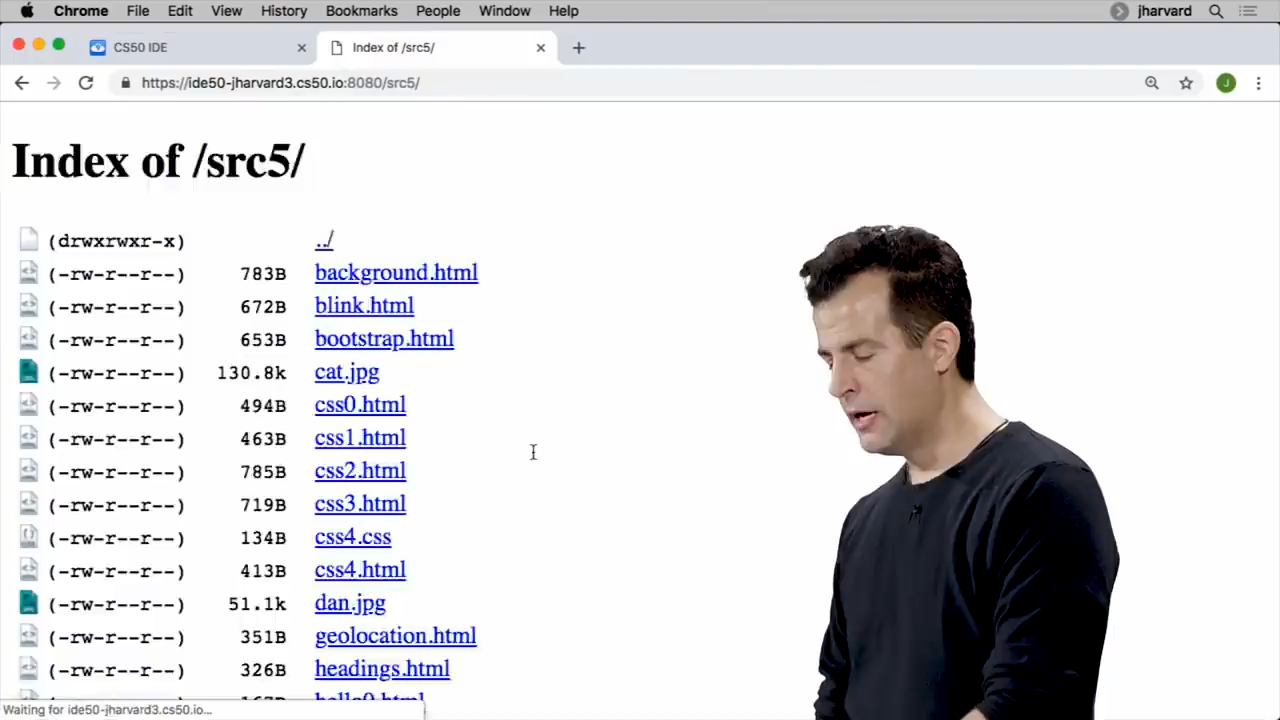 Chrome File Edit View History Bookmarks People Window Help jharvard
CS50 IDE Index of /src5/
https://ide50-jharvard3.cs50.io:8080/src5/ J
Index of /src5/
(drwxrwxr-x) ../
(-rw-r--r--) 783B background.html
(-rw-r--r--) 672B blink.html
(-rw-r--r--) 653B bootstrap.html
(-rw-r--r--) 130.8k cat.jpg
(-rw-r--r--) 494B css0.html
(-rw-r--r--) 463B css1.html
(-rw-r--r--) 785B css2.html
(-rw-r--r--) 719B css3.html
(-rw-r--r--) 134B css4.css
(-rw-r--r--) 413B css4.html
(-rw-r--r--) 51.1k dan.jpg
(-rw-r--r--) 351B geolocation.html
(-rw-r--r--) 326B headings.html
hello0.html
Waiting for ide50-jharvard3.cs50.io...